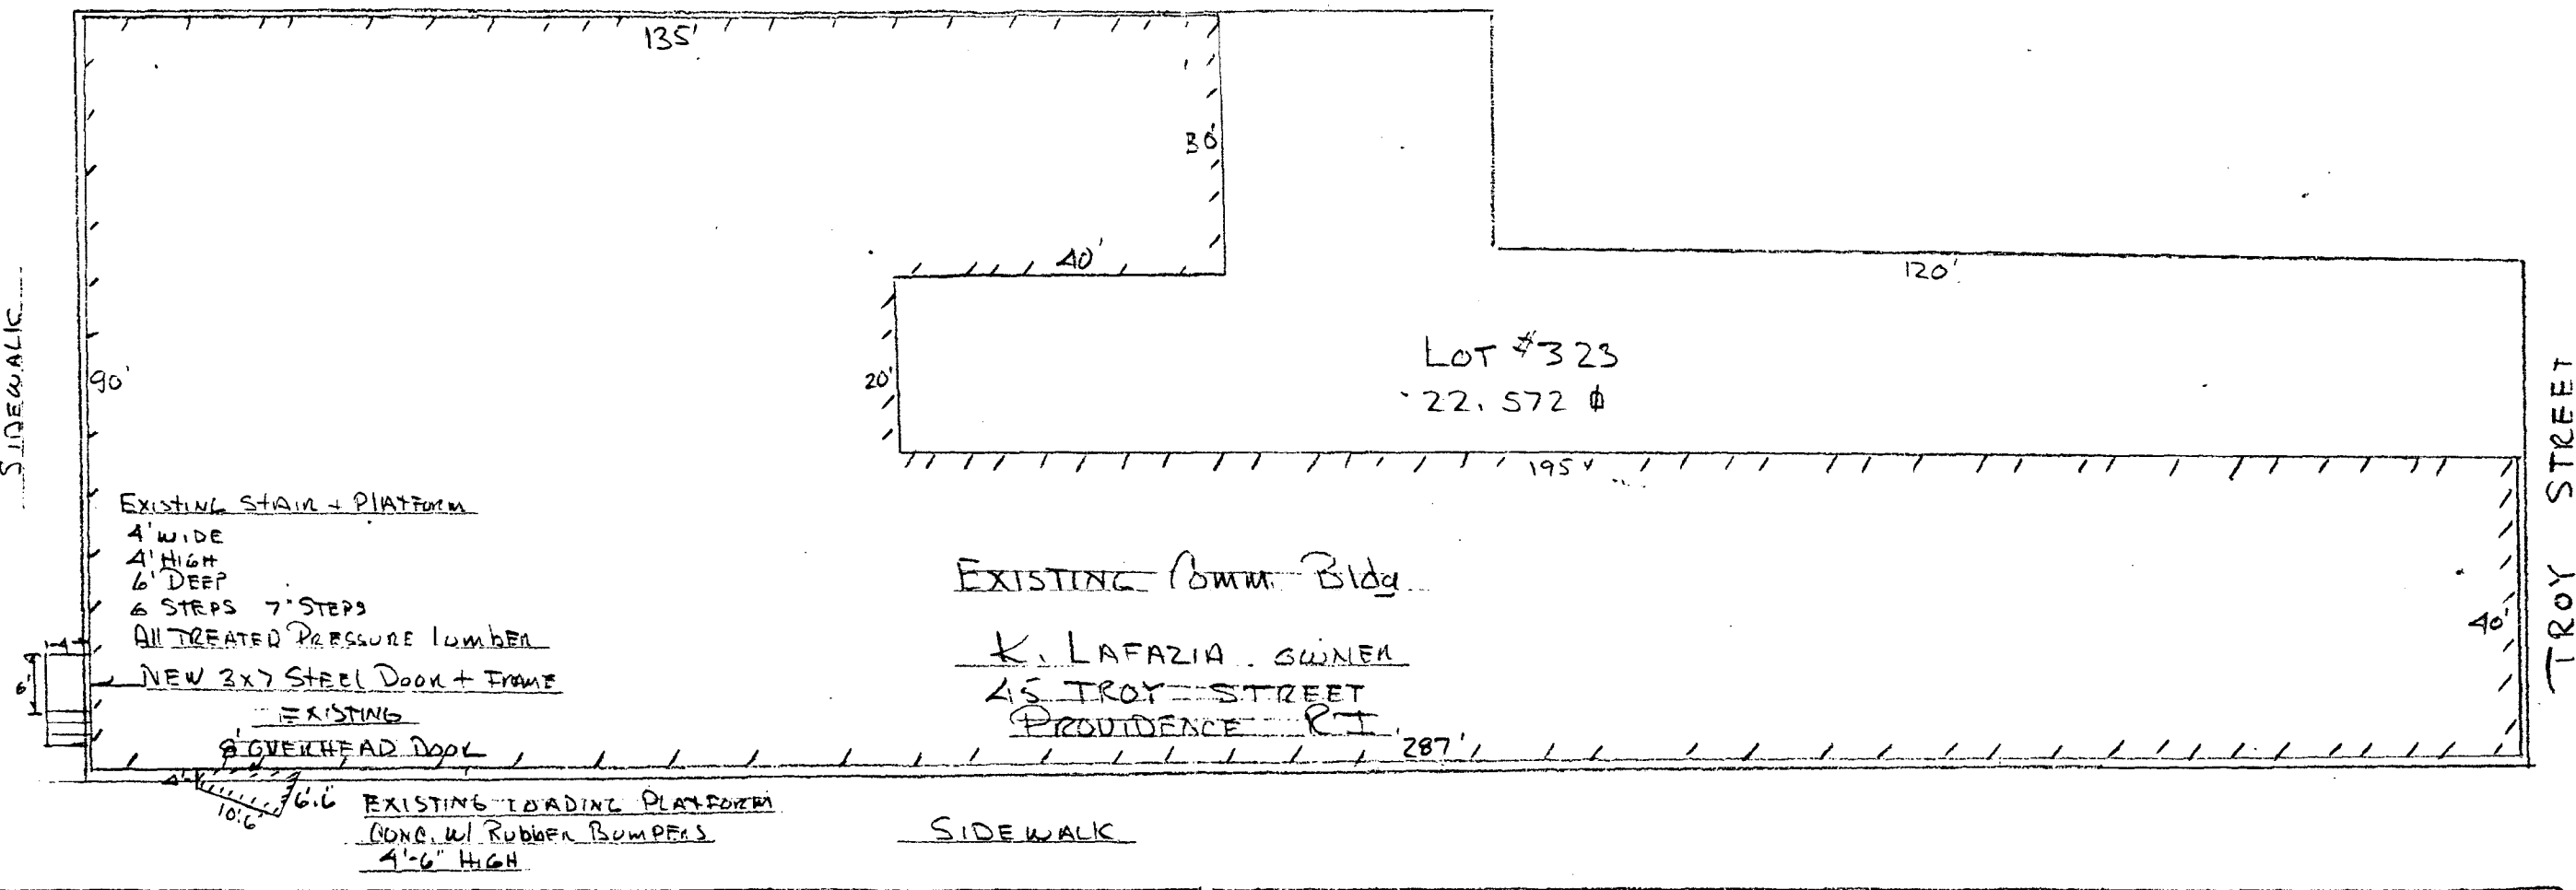 135'
30'
40'
120'
SIDEWALK
90'
20'
LOT #323
22.572 ⌀
195'
TROY STREET
EXISTING STAIR + PLATFORM
4' WIDE
4' HIGH
6' DEEP
6 STEPS 7" STEPS
All TREATED PRESSURE lumBER
NEW 3x7 STEEL DOOR + FRAME
EXISTING
8' OVERHEAD DOOR
4
6'
EXISTING Comm. Bldg
K. LAFAZIA. OWNER
45 TROY STREET
PROVIDENCE R I
40'
287'
4'
10'6"
6'6"
EXISTING LOADING PLATFORM
CONC. W/ RUBBER BUMPERS
4'-6" HIGH
SIDEWALK